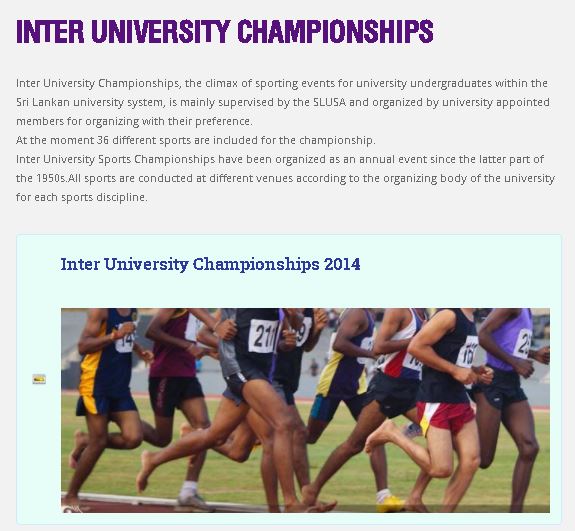 INTER UNIVERSITY CHAMPIONSHIPS
Inter University Championships, the climax of sporting events for university undergraduates within the
Sri Lankan university system, is mainly supervised by the SLUSA and organized by university appointed
members for organizing with their preference.
At the moment 36 different sports are included for the championship.
Inter University Sports Championships have been organized as an annual event since the latter part of
the 1950s.All sports are conducted at different venues according to the organizing body of the university
for each sports discipline.
Inter University Championships 2014
211